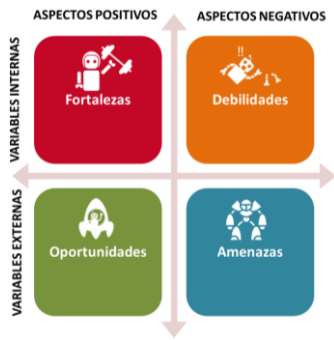 ASPECTOS POSITIVOS
ASPECTOS NEGATIVOS
VARIABLES INTERNAS
Fortalezas
!!
Debilidades
VARIABLES EXTERNAS
Oportunidades
Amenazas